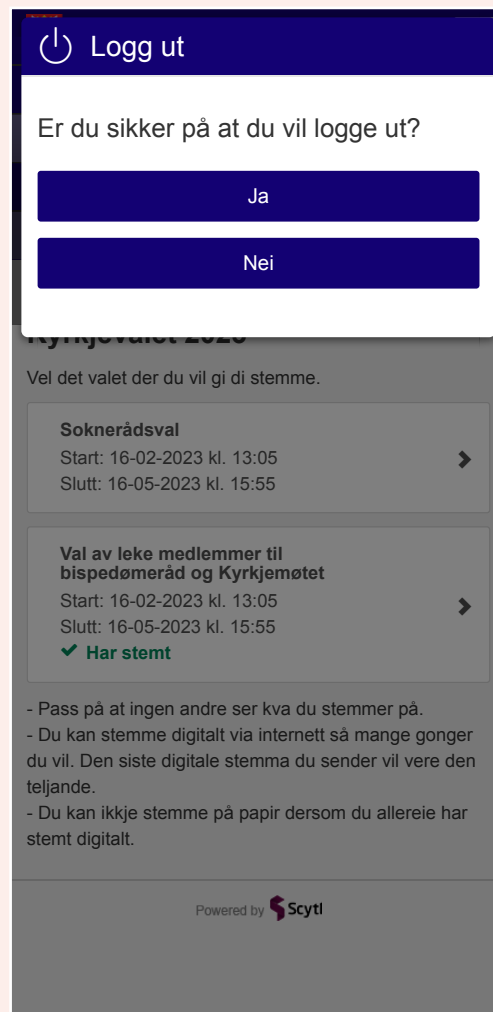 Logg ut
Er du sikker på at du vil logge ut?
Ja
Nei
Kyrkjevalet 2023
Vel det valet der du vil gi di stemme.
Soknerådsval
Start: 16-02-2023 kl. 13:05
Slutt: 16-05-2023 kl. 15:55
Val av leke medlemmer til
bispedømeråd og Kyrkjemøtet
Start: 16-02-2023 kl. 13:05
Slutt: 16-05-2023 kl. 15:55
Har stemt
- Pass på at ingen andre ser kva du stemmer på.
- Du kan stemme digitalt via internett så mange gonger
du vil. Den siste digitale stemma du sender vil vere den
teljande.
- Du kan ikkje stemme på papir dersom du allereie har
stemt digitalt.
Powered by Scytl